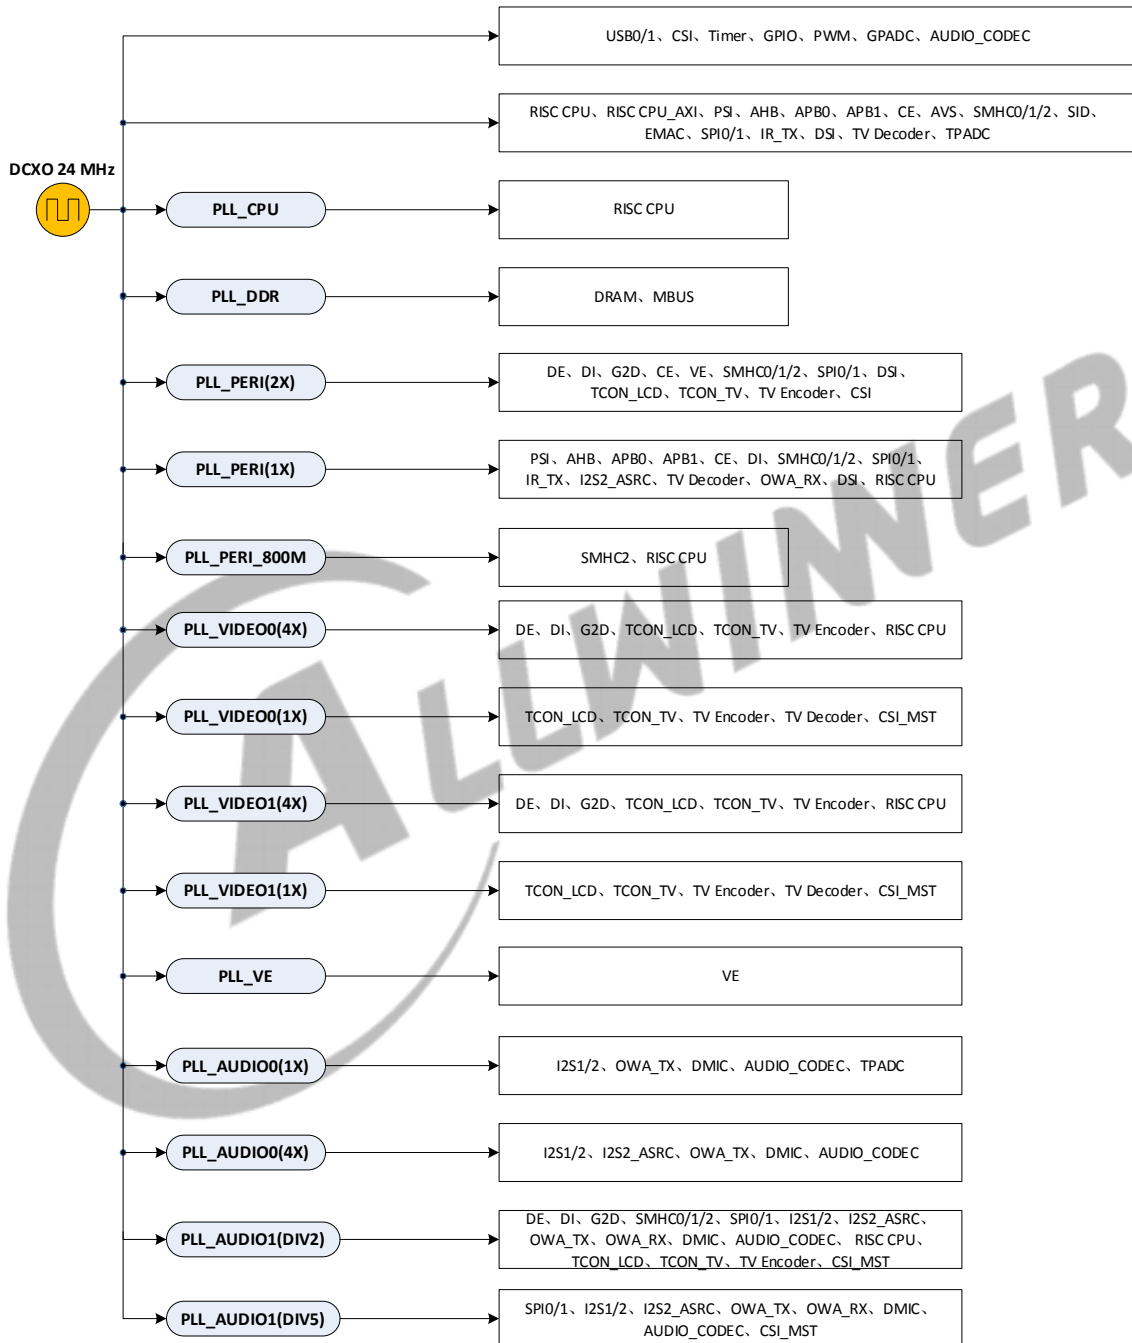 USB0/1、CSI、Timer、GPIO、PWM、GPADC、AUDIO_CODEC
RISC CPU、RISC CPU_AXI、PSI、AHB、APB0、APB1、CE、AVS、SMHC0/1/2、SID、
EMAC、SPI0/1、IR_TX、DSI、TV Decoder、TPADC
DCXO 24 MHz
PLL_CPU
RISC CPU
PLL_DDR
DRAM、MBUS
PLL_PERI(2X)
DE、DI、G2D、CE、VE、SMHC0/1/2、SPI0/1、DSI、
TCON_LCD、TCON_TV、TV Encoder、CSI
PLL_PERI(1X)
PSI、AHB、APB0、APB1、CE、DI、SMHC0/1/2、SPI0/1、
IR_TX、I2S2_ASRC、TV Decoder、OWA_RX、DSI、RISC CPU
PLL_PERI_800M
SMHC2、RISC CPU
PLL_VIDEO0(4X)
DE、DI、G2D、TCON_LCD、TCON_TV、TV Encoder、RISC CPU
PLL_VIDEO0(1X)
TCON_LCD、TCON_TV、TV Encoder、TV Decoder、CSI_MST
PLL_VIDEO1(4X)
DE、DI、G2D、TCON_LCD、TCON_TV、TV Encoder、RISC CPU
PLL_VIDEO1(1X)
TCON_LCD、TCON_TV、TV Encoder、TV Decoder、CSI_MST
PLL_VE
VE
PLL_AUDIO0(1X)
I2S1/2、OWA_TX、DMIC、AUDIO_CODEC、TPADC
PLL_AUDIO0(4X)
I2S1/2、I2S2_ASRC、OWA_TX、DMIC、AUDIO_CODEC
PLL_AUDIO1(DIV2)
DE、DI、G2D、SMHC0/1/2、SPI0/1、I2S1/2、I2S2_ASRC、
OWA_TX、OWA_RX、DMIC、AUDIO_CODEC、 RISC CPU、
TCON_LCD、TCON_TV、TV Encoder、CSI_MST
PLL_AUDIO1(DIV5)
SPI0/1、I2S1/2、I2S2_ASRC、OWA_TX、OWA_RX、DMIC、
AUDIO_CODEC、CSI_MST
ALLWINNER